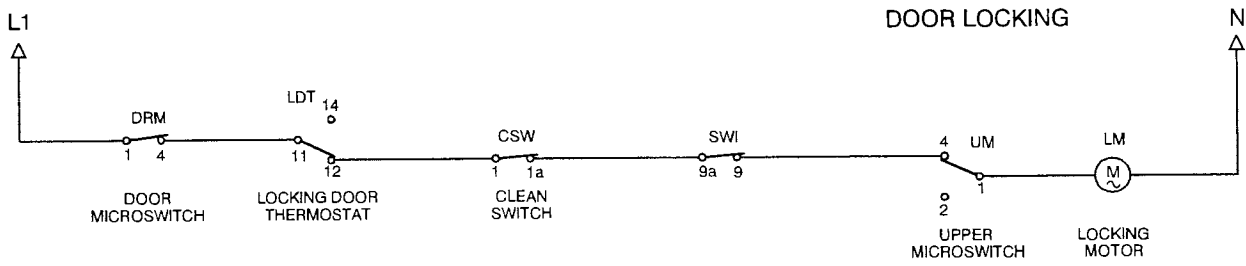 L1
DOOR LOCKING
N
DRM
1 4
DOOR
MICROSWITCH
LDT
14
11
12
LOCKING DOOR
THERMOSTAT
CSW
1 1a
CLEAN
SWITCH
SWI
9a 9
4
UM
1
2
UPPER
MICROSWITCH
LM
M
LOCKING
MOTOR